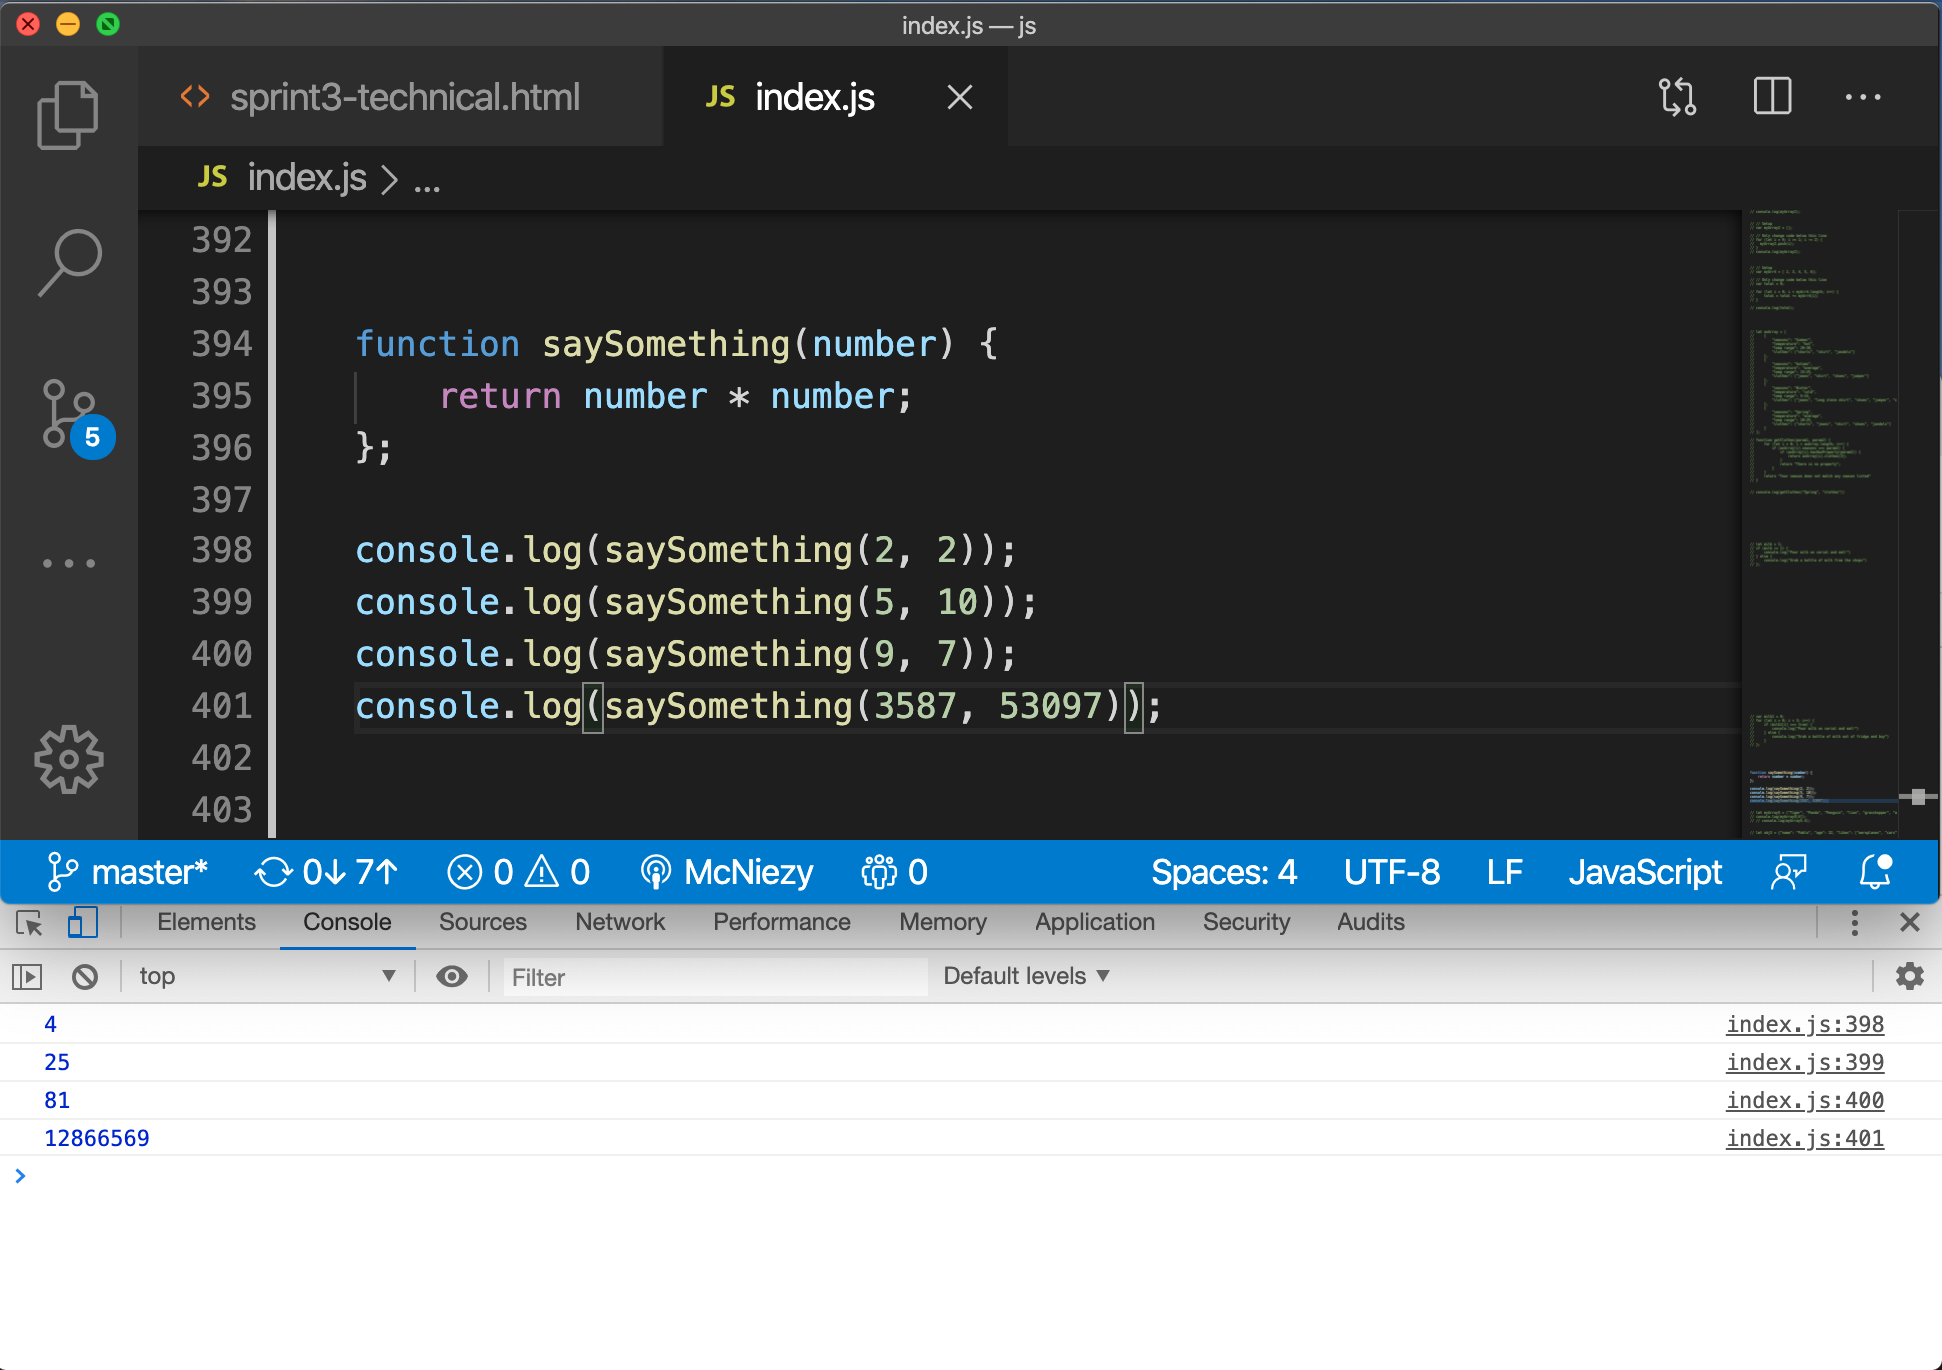 index.js — js
sprint3-technical.html
JS index.js
JS index.js > ...
392
393
394 function saySomething(number) {
395 return number * number;
396 };
397
398 console.log(saySomething(2, 2));
399 console.log(saySomething(5, 10));
400 console.log(saySomething(9, 7));
401 console.log(saySomething(3587, 53097));
402
403
5
master* 0↓ 7↑ 0 0 McNiezy 0 Spaces: 4 UTF-8 LF JavaScript
Elements Console Sources Network Performance Memory Application Security Audits
top Filter Default levels
4 index.js:398
25 index.js:399
81 index.js:400
12866569 index.js:401